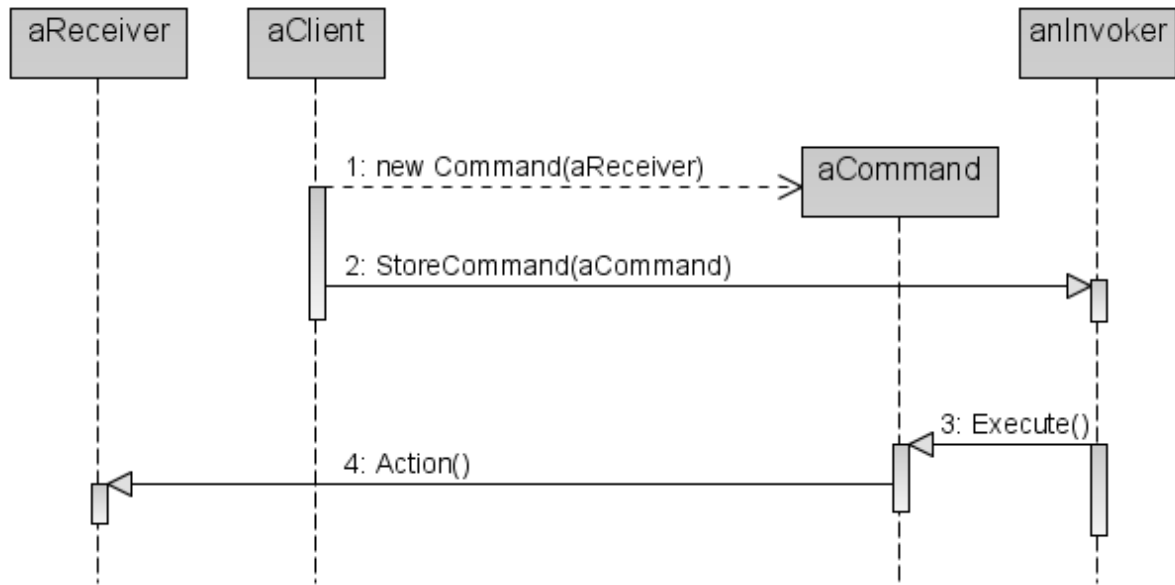 aReceiver
aClient
anInvoker
1: new Command(aReceiver)
aCommand
2: StoreCommand(aCommand)
3: Execute()
4: Action()